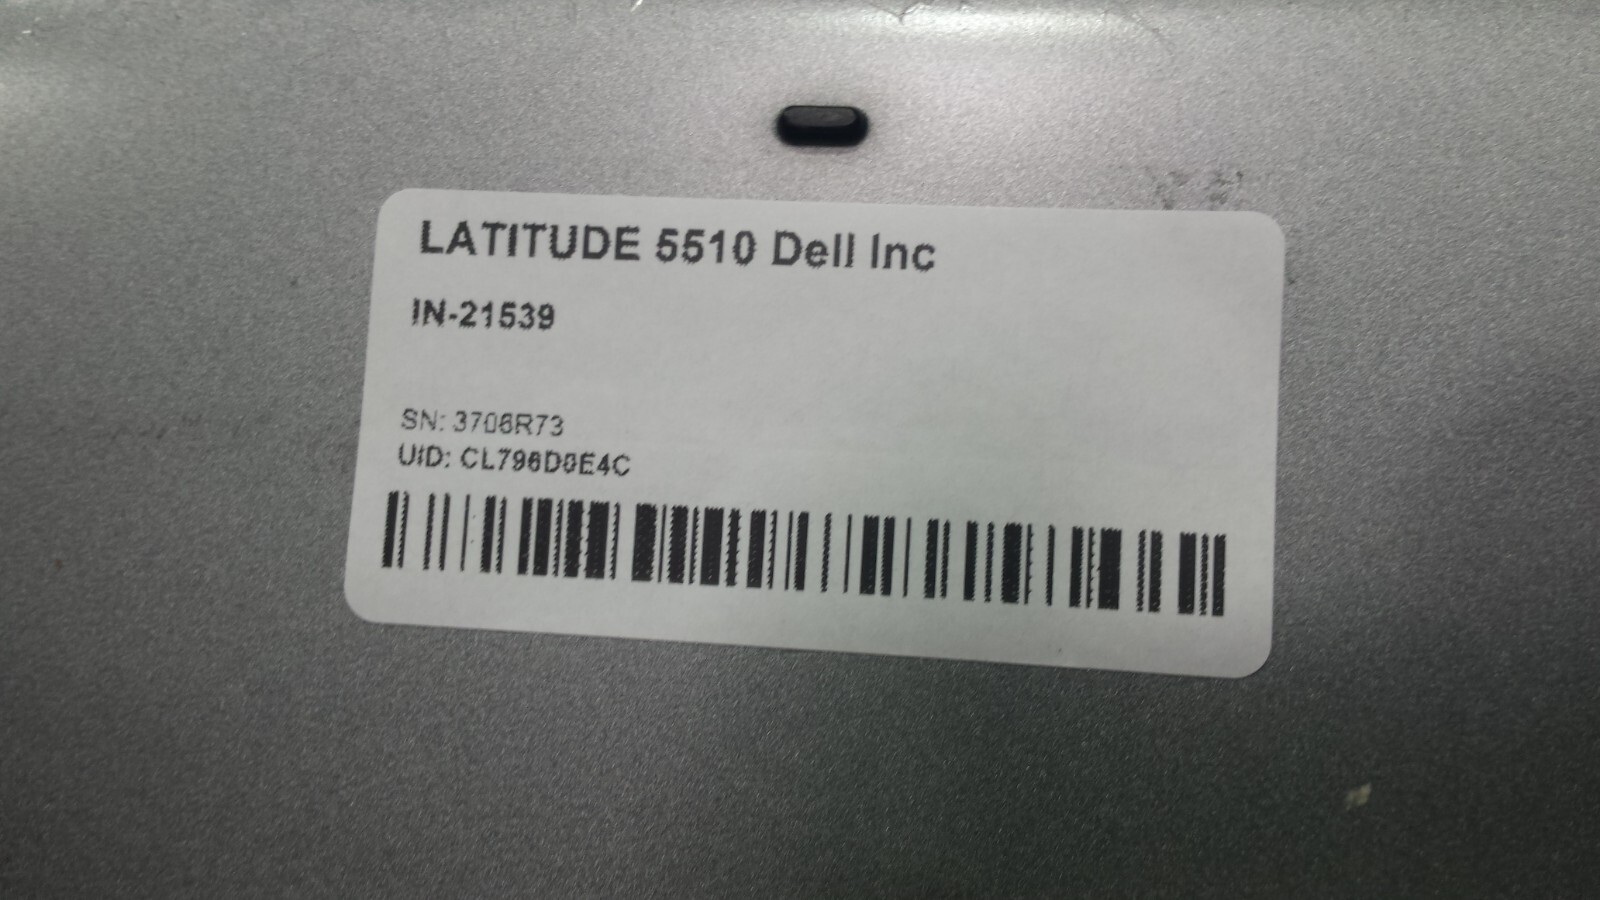 LATITUDE 5510 Dell Inc
IN-21539
SN: 3706R73
UID: CL796D0E4C